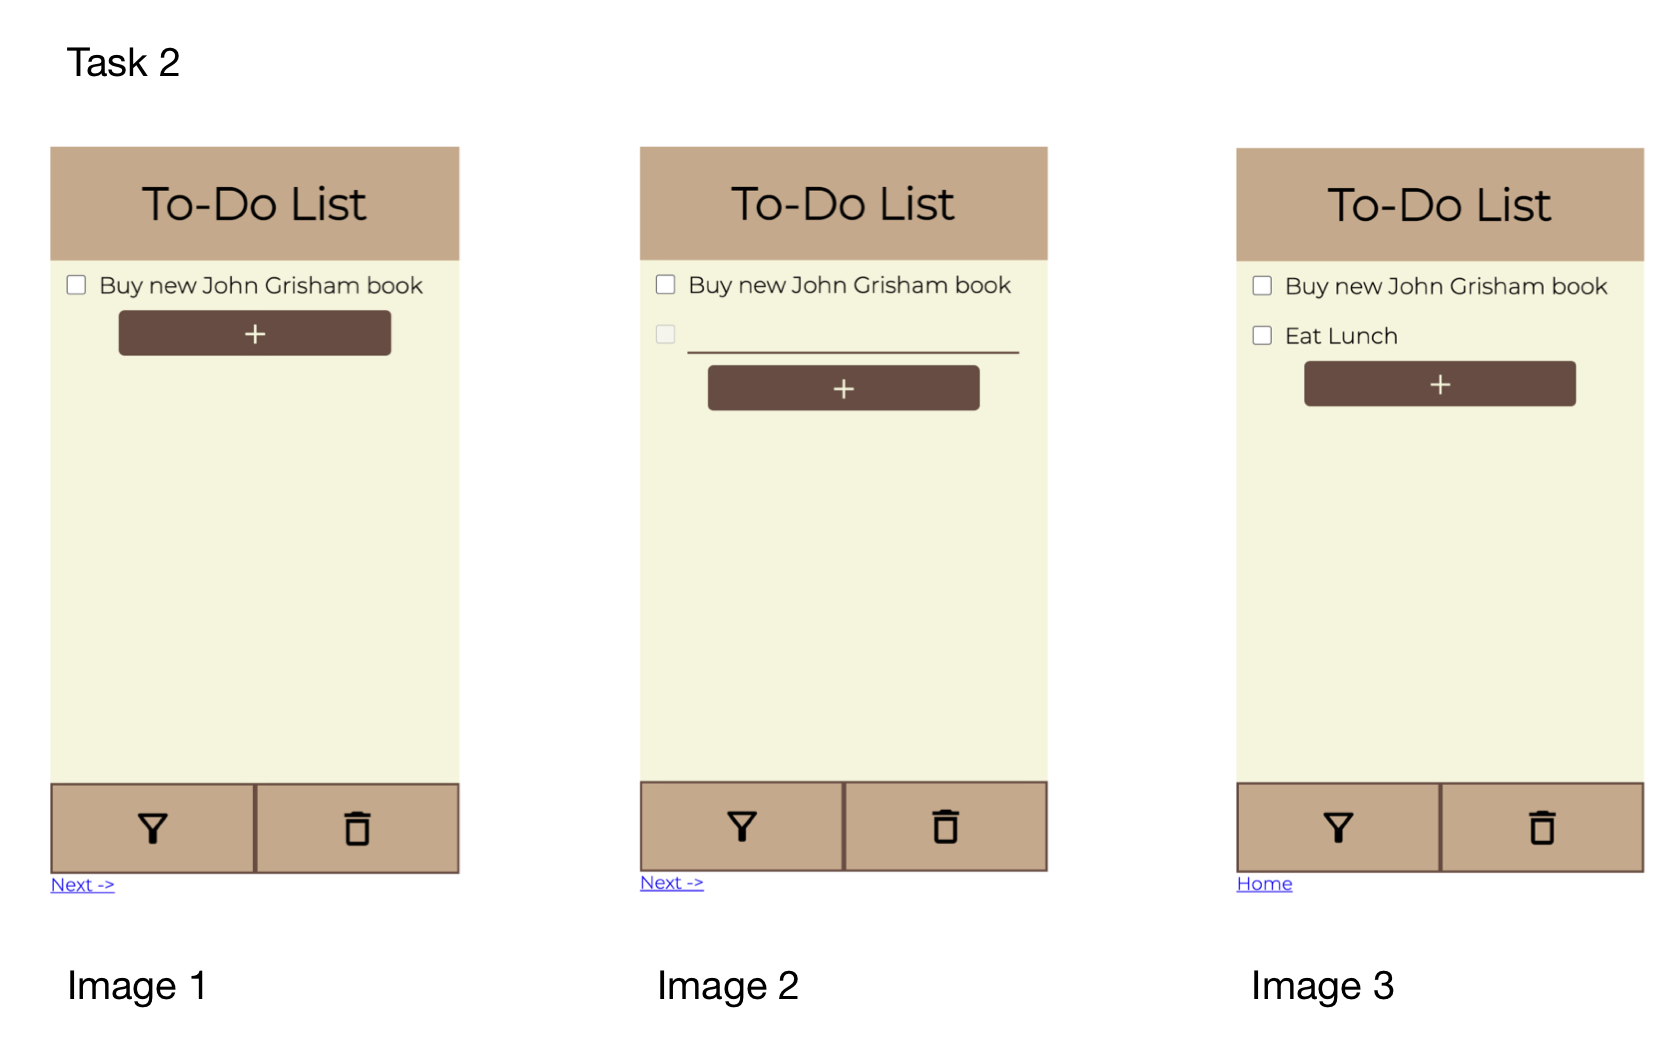 Task 2
To-Do List
Buy new John Grisham book
+
Next ->
Image 1
To-Do List
Buy new John Grisham book
+
Next ->
Image 2
To-Do List
Buy new John Grisham book
Eat Lunch
+
Home
Image 3